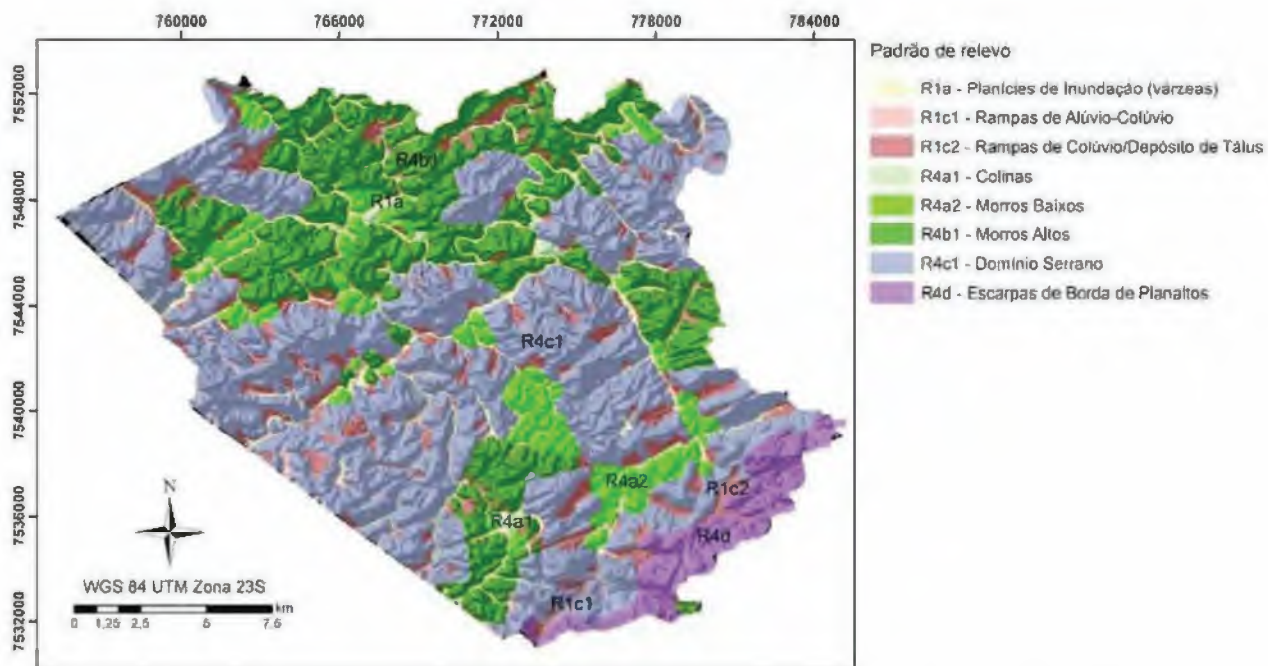 760000 766000 772000 778000 784000
7552000
7548000
7544000
7540000
7536000
7532000
R4b1
R1a
R4c1
R4a2
R1c2
R4a1
R4d
R1c1
N
WGS 84 UTM Zona 23S
km
0 1,25 2,5 5 7,5
Padrão de relevo
R1a - Planícies de Inundação (várzeas)
R1c1 - Rampas de Alúvio-Colúvio
R1c2 - Rampas de Colúvio/Depósito de Tálus
R4a1 - Colinas
R4a2 - Morros Baixos
R4b1 - Morros Altos
R4c1 - Domínio Serrano
R4d - Escarpas de Borda de Planaltos